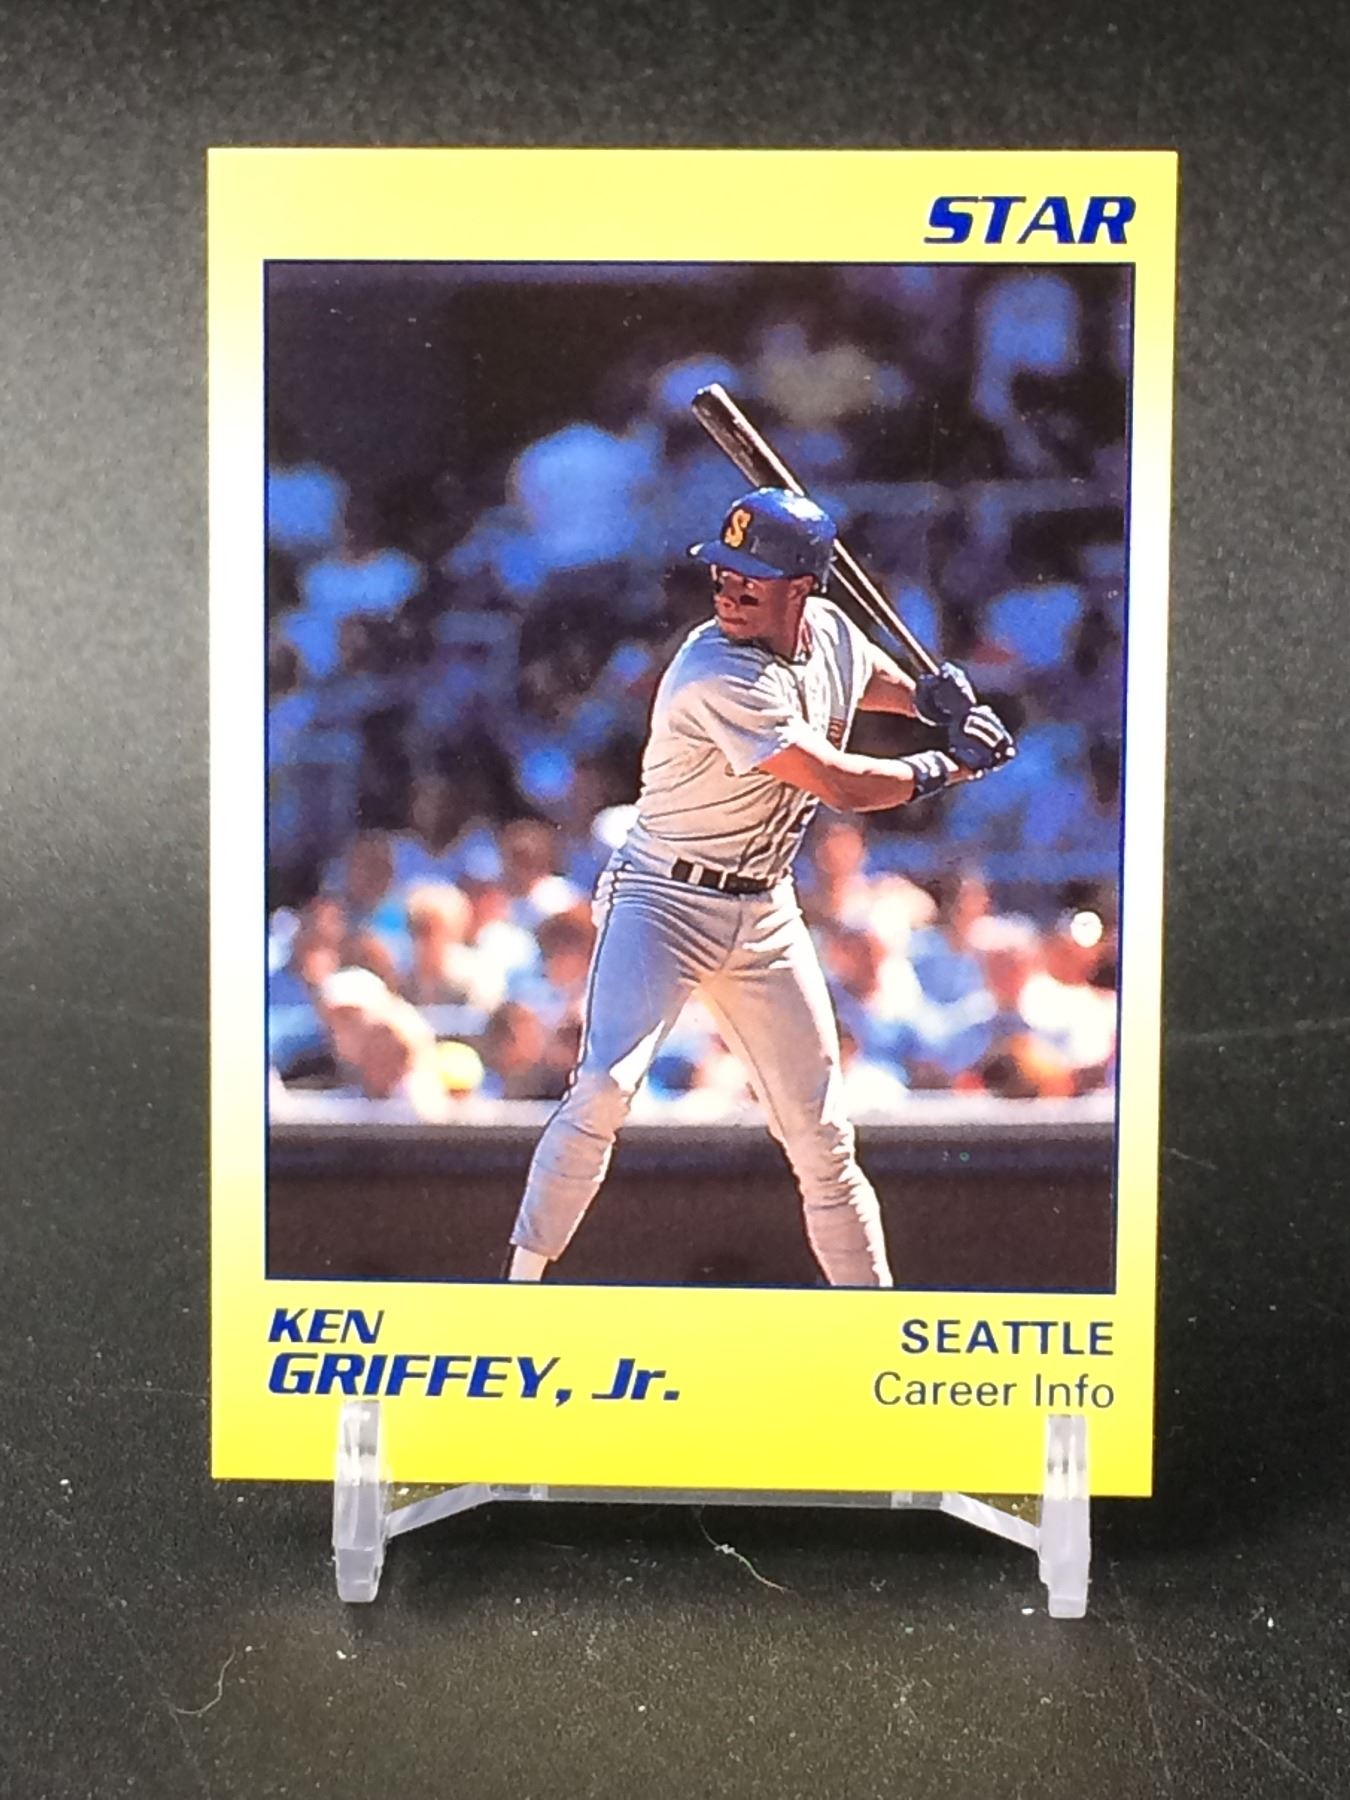 STAR
S
KEN
GRIFFEY, Jr.
SEATTLE
Career Info